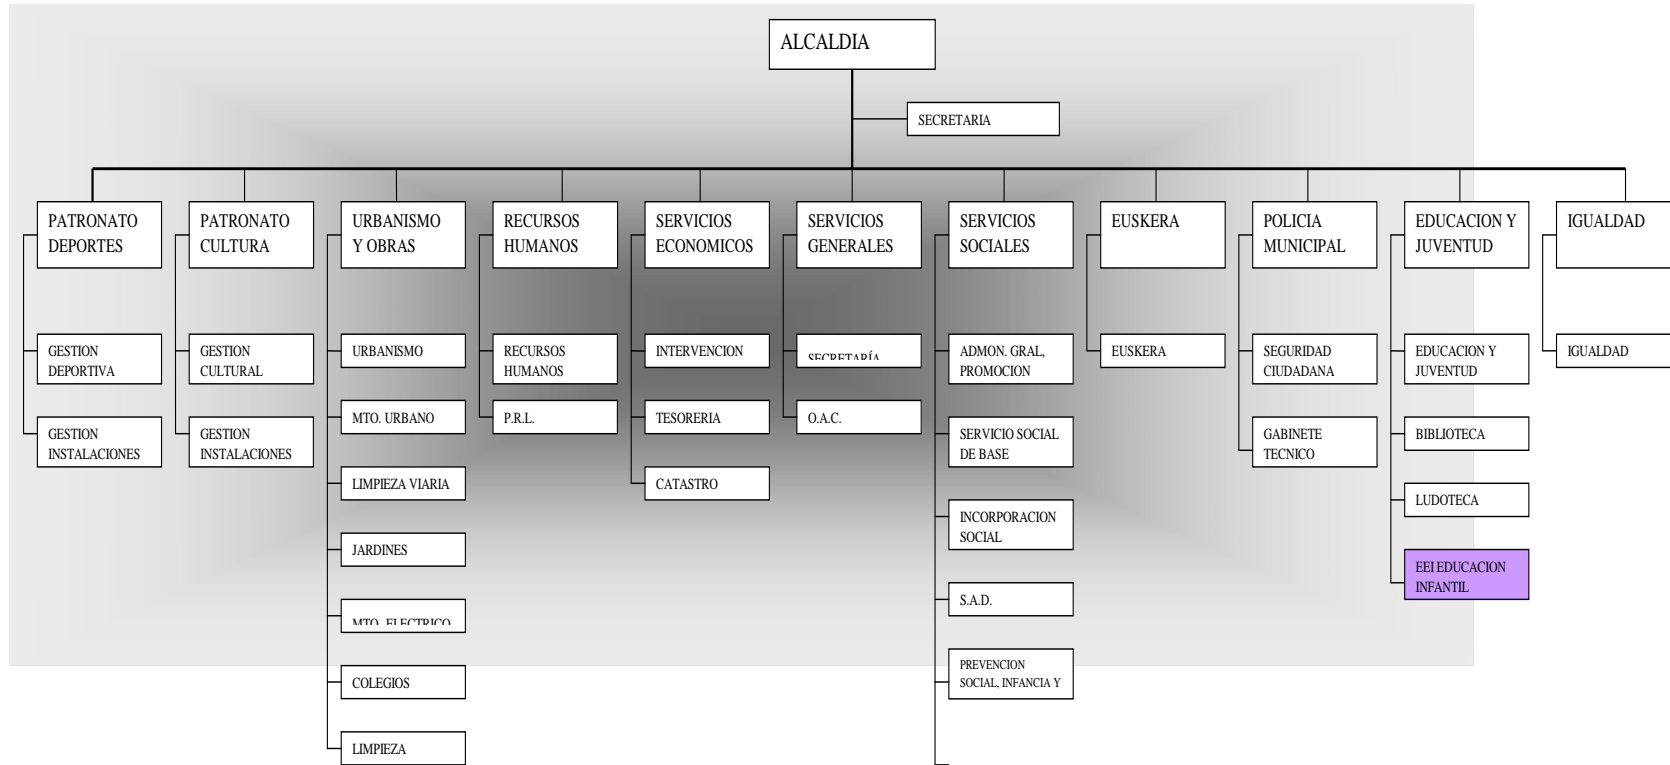 ALCALDIA
SECRETARIA
PATRONATO
DEPORTES
PATRONATO
CULTURA
URBANISMO
Y OBRAS
RECURSOS
HUMANOS
SERVICIOS
ECONOMICOS
SERVICIOS
GENERALES
SERVICIOS
SOCIALES
EUSKERA
POLICIA
MUNICIPAL
EDUCACION Y
JUVENTUD
IGUALDAD
GESTION
DEPORTIVA
GESTION
INSTALACIONES
GESTION
CULTURAL
GESTION
INSTALACIONES
URBANISMO
MTO. URBANO
LIMPIEZA VIARIA
JARDINES
MTO. ELECTRICO
COLEGIOS
LIMPIEZA
RECURSOS
HUMANOS
P.R.L.
INTERVENCION
TESORERIA
CATASTRO
SECRETARÍA
O.A.C.
ADMON. GRAL,
PROMOCION
SERVICIO SOCIAL
DE BASE
INCORPORACION
SOCIAL
S.A.D.
PREVENCION
SOCIAL, INFANCIA Y
EUSKERA
SEGURIDAD
CIUDADANA
GABINETE
TECNICO
EDUCACION Y
JUVENTUD
BIBLIOTECA
LUDOTECA
EEI EDUCACION
INFANTIL
IGUALDAD